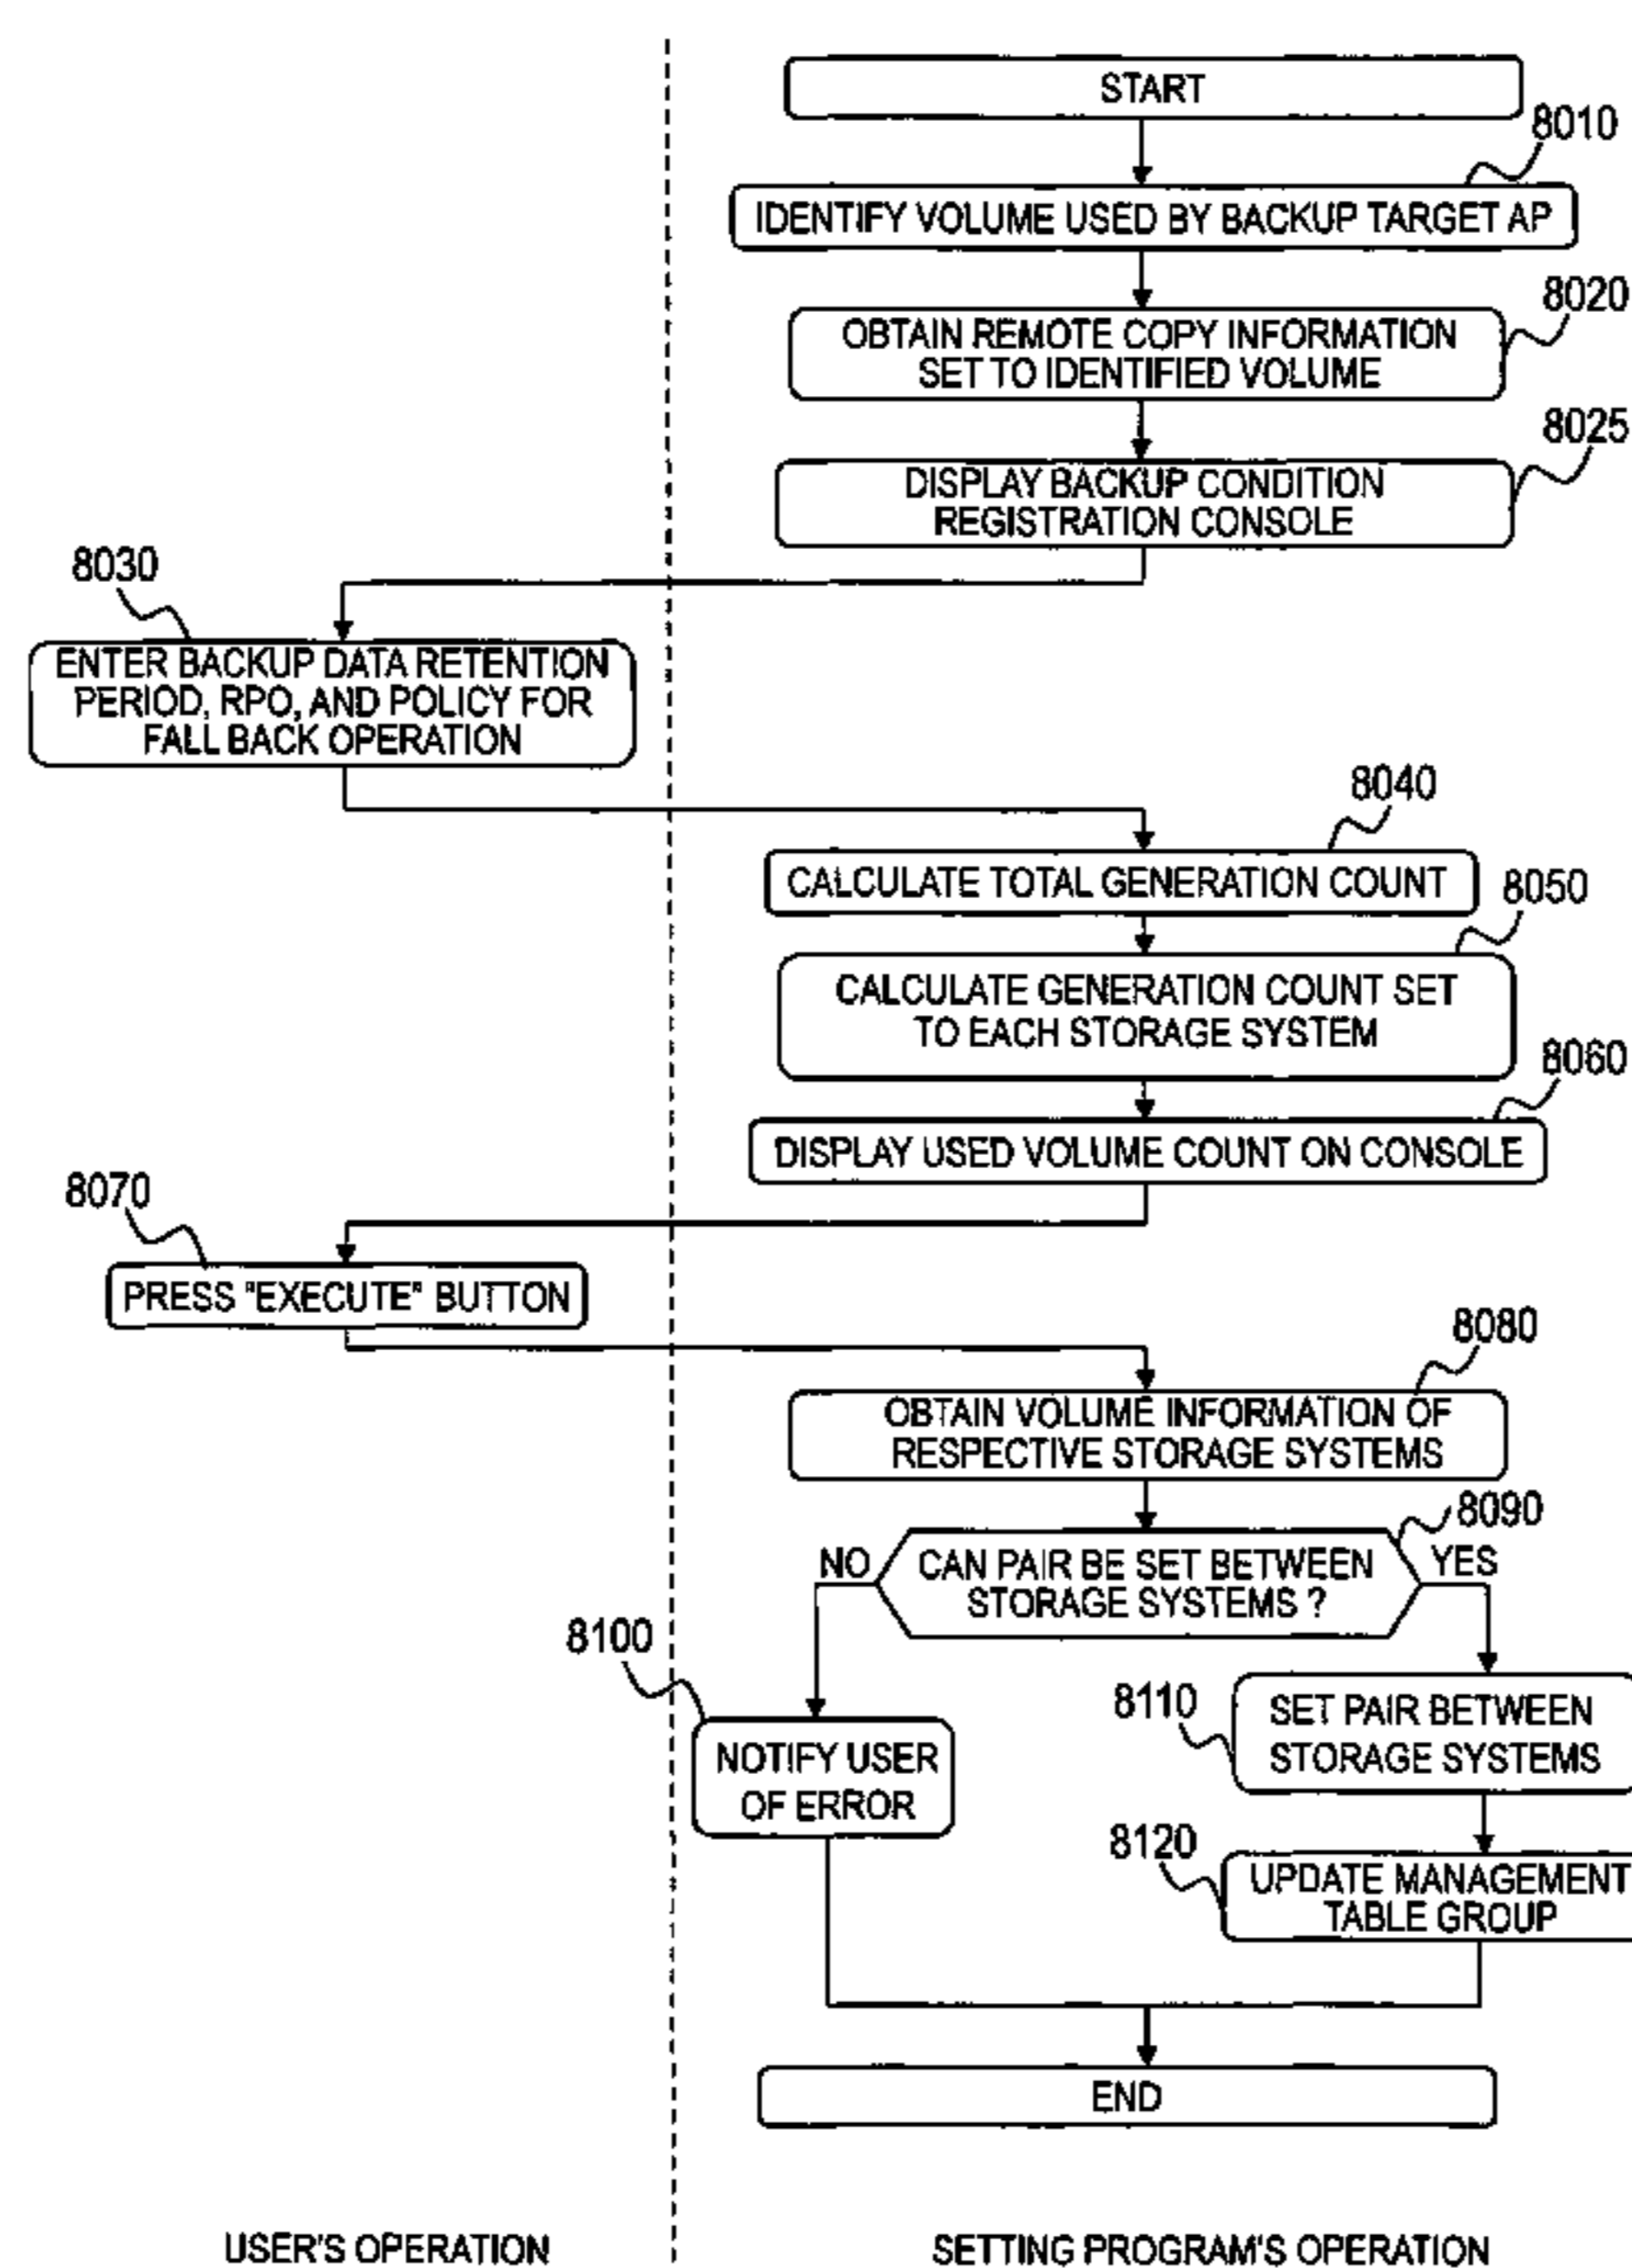 START
8010
IDENTIFY VOLUME USED BY BACKUP TARGET AP
8020
OBTAIN REMOTE COPY INFORMATION
SET TO IDENTIFIED VOLUME
8025
DISPLAY BACKUP CONDITION
REGISTRATION CONSOLE
8030
ENTER BACKUP DATA RETENTION
PERIOD, RPO, AND POLICY FOR
FALL BACK OPERATION
8040
CALCULATE TOTAL GENERATION COUNT
8050
CALCULATE GENERATION COUNT SET
TO EACH STORAGE SYSTEM
8060
DISPLAY USED VOLUME COUNT ON CONSOLE
8070
PRESS "EXECUTE" BUTTON
8080
OBTAIN VOLUME INFORMATION OF
RESPECTIVE STORAGE SYSTEMS
8090
NO
CAN PAIR BE SET BETWEEN
STORAGE SYSTEMS ?
YES
8100
NOTIFY USER
OF ERROR
8110
SET PAIR BETWEEN
STORAGE SYSTEMS
8120
UPDATE MANAGEMENT
TABLE GROUP
END
USER'S OPERATION
SETTING PROGRAM'S OPERATION